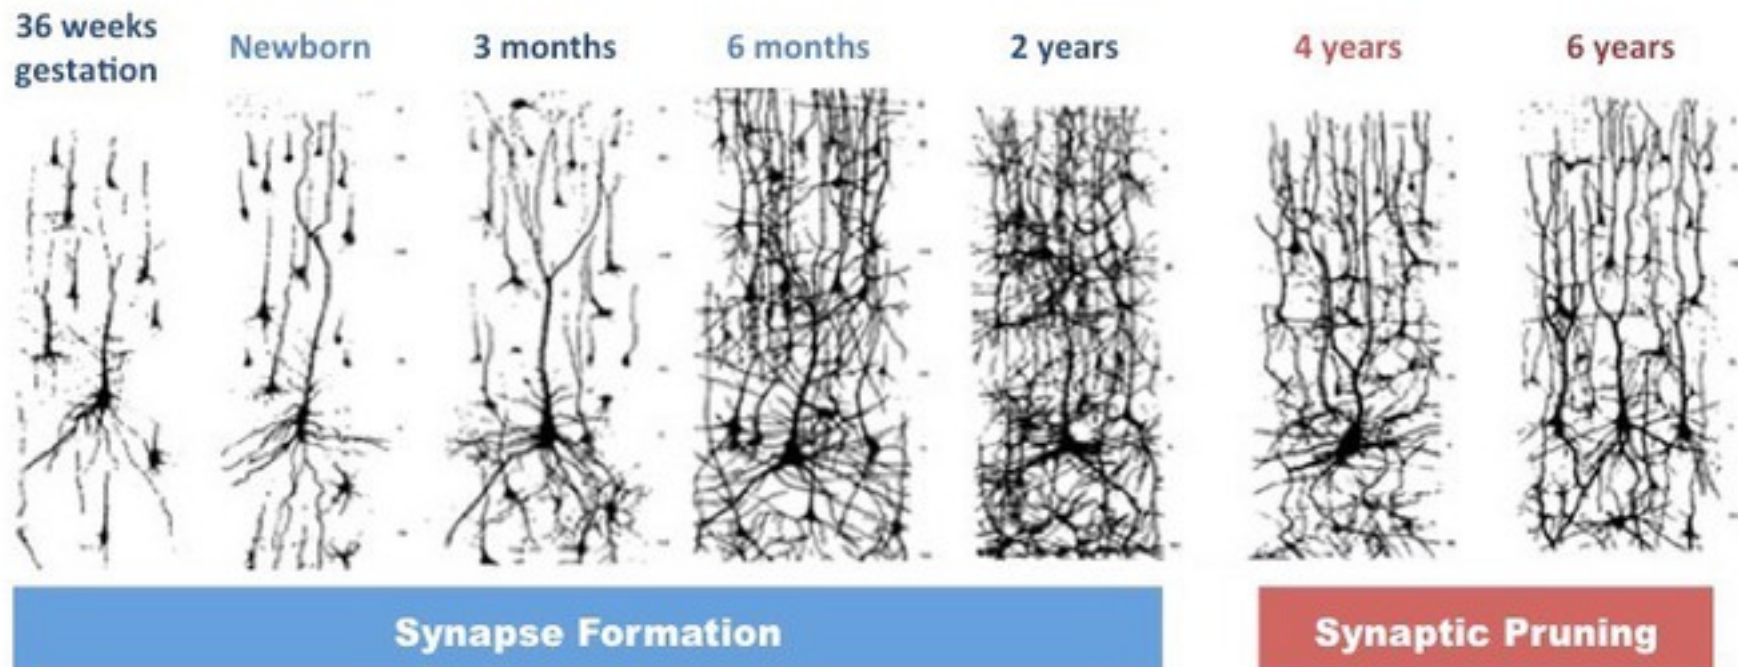 36 weeks
gestation
Newborn
3 months
6 months
2 years
4 years
6 years
Synapse Formation
Synaptic Pruning